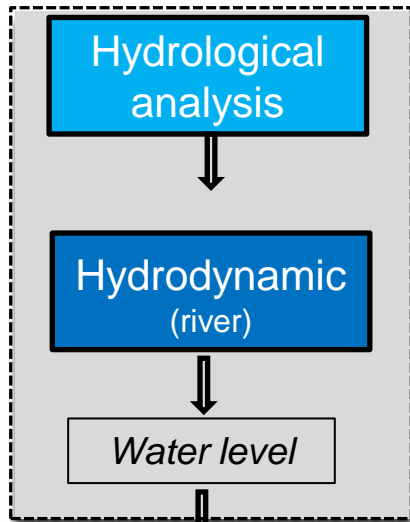 Hydrological
analysis
Hydrodynamic
(river)
Water level